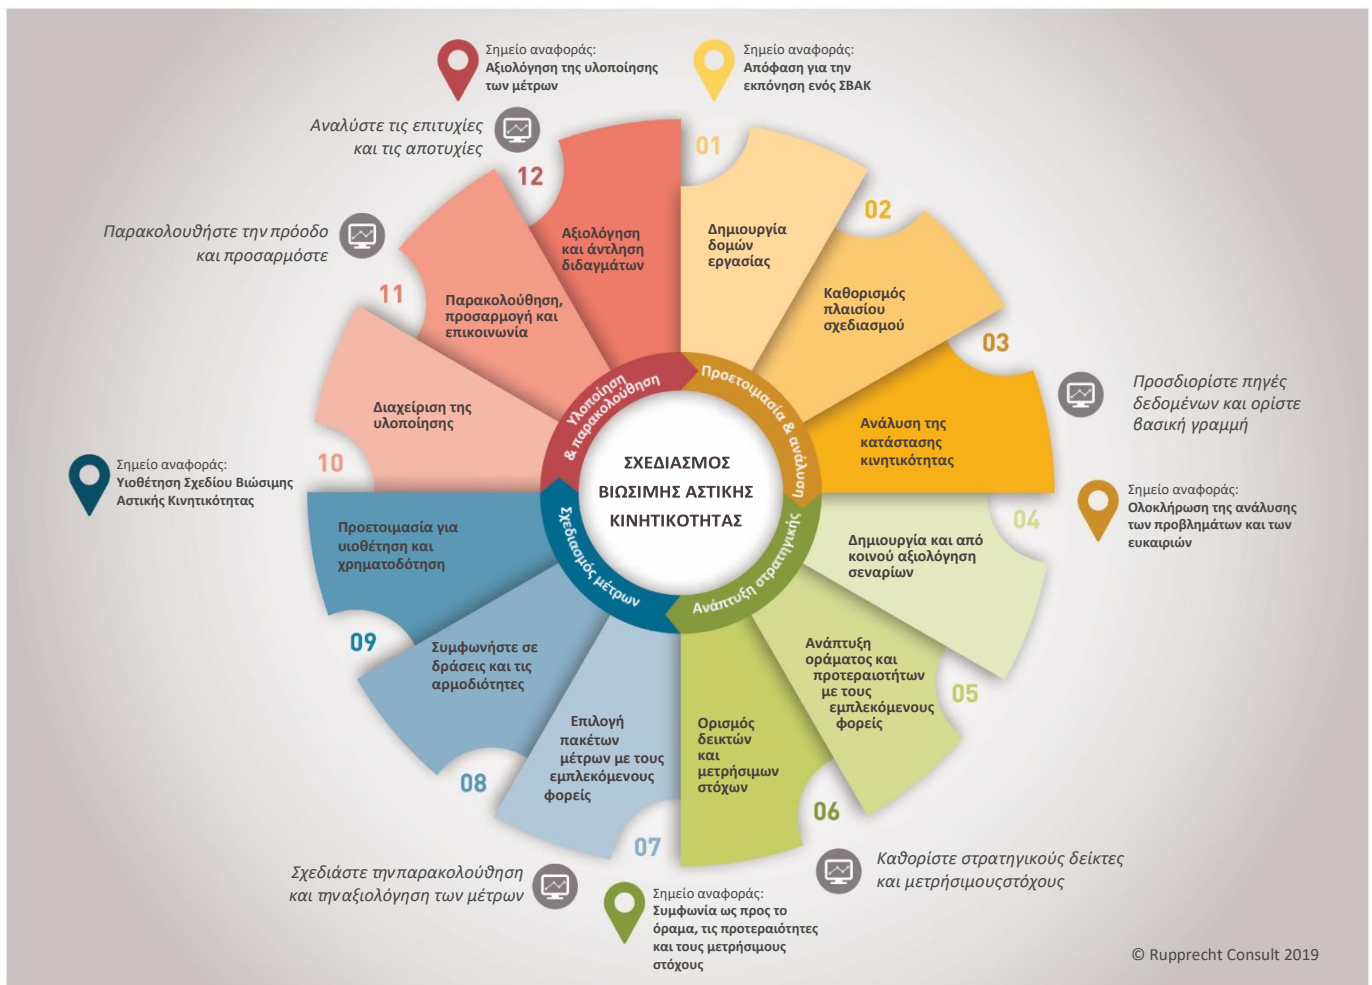 Σημείο αναφοράς:
Αξιολόγηση της υλοποίησης
των μέτρων
Σημείο αναφοράς:
Απόφαση για την
εκπόνηση ενός ΣΒΑΚ
Αναλύστε τις επιτυχίες
και τις αποτυχίες
Παρακολουθήστε την πρόοδο
και προσαρμόστε
Προσδιορίστε πηγές
δεδομένων και ορίστε
βασική γραμμή
Σημείο αναφοράς:
Ολοκλήρωση της ανάλυσης
των προβλημάτων και των
ευκαιριών
Σημείο αναφοράς:
Υιοθέτηση Σχεδίου Βιώσιμης
Αστικής Κινητικότητας
01
Δημιουργία
δομών
εργασίας
02
Καθορισμός
πλαισίου
σχεδιασμού
03
Ανάλυση της
κατάστασης
κινητικότητας
04
Δημιουργία και από
κοινού αξιολόγηση
σεναρίων
05
Ανάπτυξη
οράματος και
προτεραιοτήτων
με τους
εμπλεκόμενους
φορείς
06
Ορισμός
δεικτών
και
μετρήσιμων
στόχων
07
Επιλογή
πακέτων
μέτρων με τους
εμπλεκόμενους
φορείς
08
Συμφωνήστε σε
δράσεις και τις
αρμοδιότητες
09
Προετοιμασία για
υιοθέτηση και
χρηματοδότηση
10
Διαχείριση της
υλοποίησης
11
Παρακολούθηση,
προσαρμογή και
επικοινωνία
12
Αξιολόγηση
και άντληση
διδαγμάτων
Προετοιμασία & ανάλυση
Ανάπτυξη στρατηγικής
Σχεδιασμός μέτρων
Υλοποίηση
& παρακολούθηση
ΣΧΕΔΙΑΣΜΟΣ
ΒΙΩΣΙΜΗΣ ΑΣΤΙΚΗΣ
ΚΙΝΗΤΙΚΟΤΗΤΑΣ
Σχεδιάστε την παρακολούθηση
και την αξιολόγηση των μέτρων
Σημείο αναφοράς:
Συμφωνία ως προς το
όραμα, τις προτεραιότητες
και τους μετρήσιμους
στόχους
Καθορίστε στρατηγικούς δείκτες
και μετρήσιμουςστόχους
© Rupprecht Consult 2019